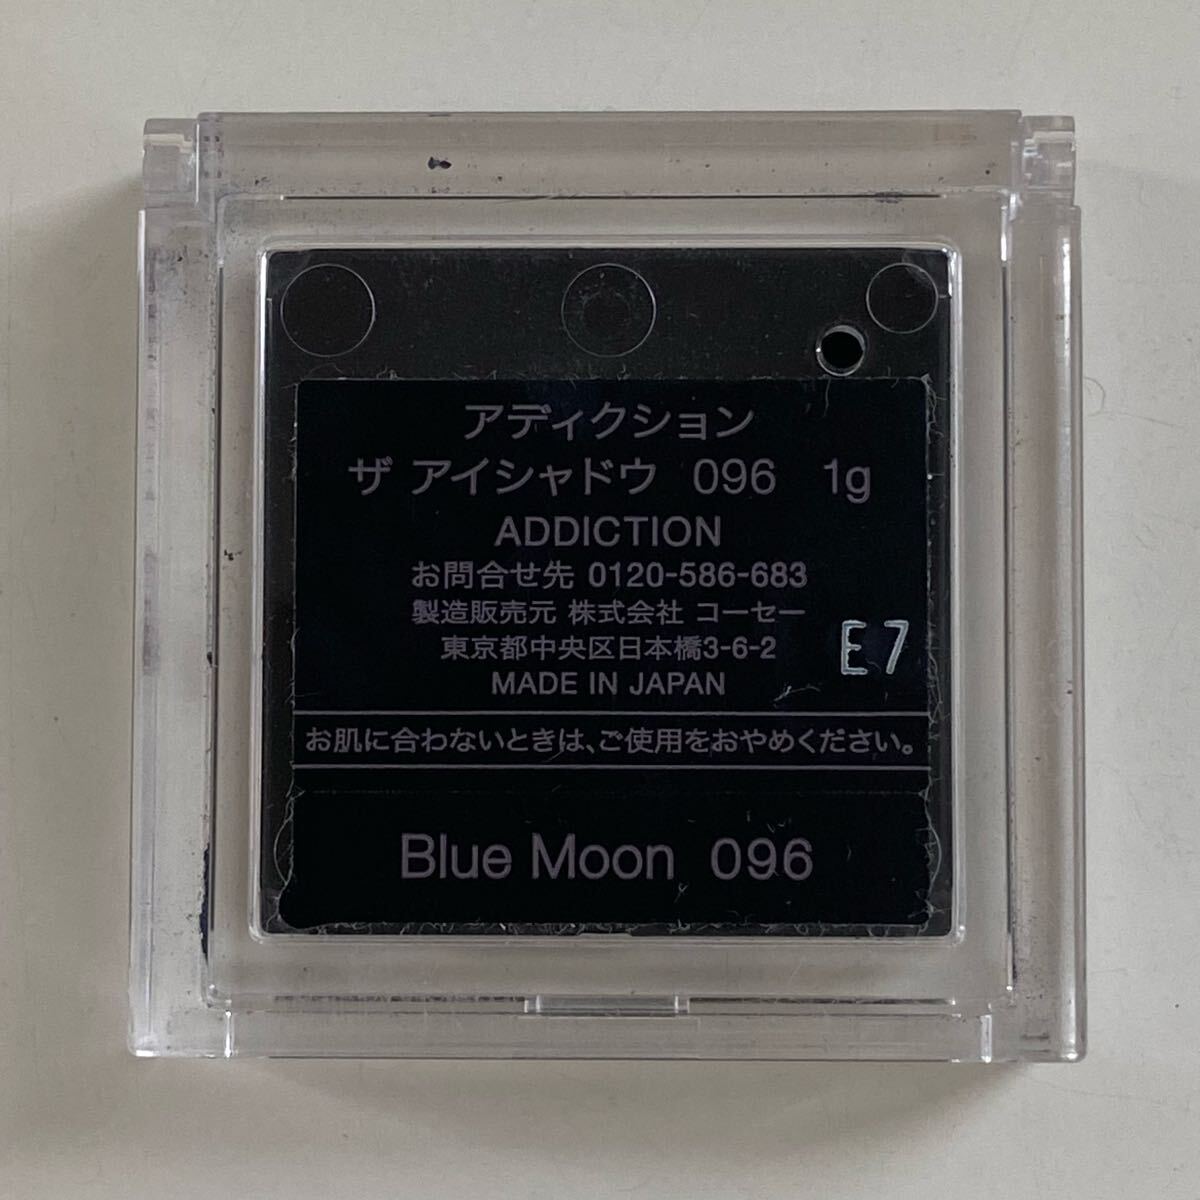 アディクション
ザ アイシャドウ 096 1g
ADDICTION
お問合せ先 0120-586-683
製造販売元 株式会社 コーセー
東京都中央区日本橋3-6-2
E7
MADE IN JAPAN
お肌に合わないときは、ご使用をおやめください。
Blue Moon 096